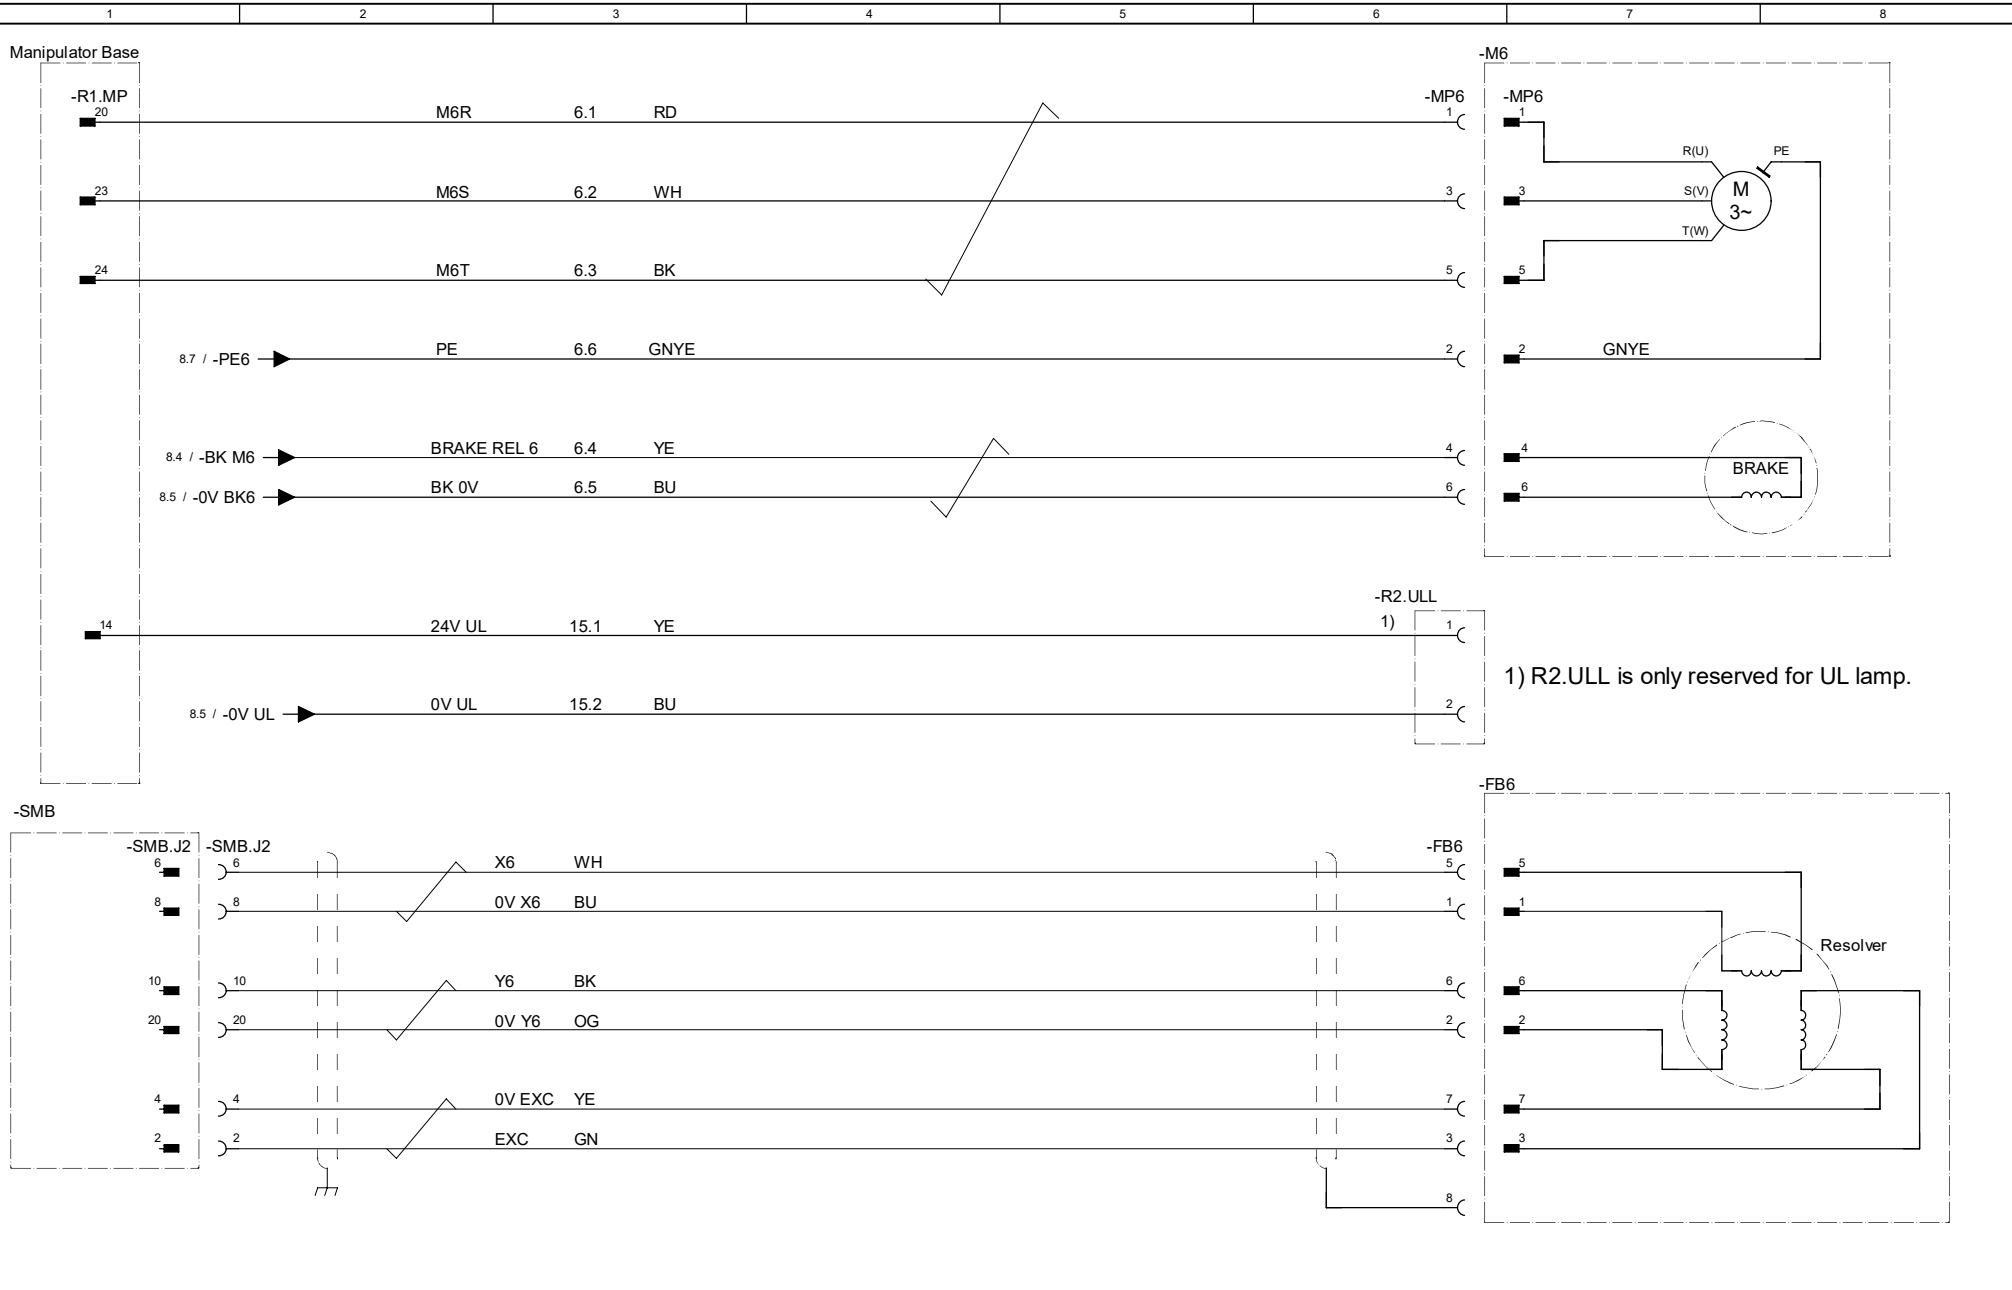 1 2 3 4 5 6 7 8
Manipulator Base
-M6
-R1.MP -MP6 -MP6
20 M6R 6.1 RD 1 1
R(U) PE
23 M6S 6.2 WH 3 3 S(V) M
3~
T(W)
24 M6T 6.3 BK 5 5
8.7 / -PE6 PE 6.6 GNYE 2 2 GNYE
8.4 / -BK M6 BRAKE REL 6 6.4 YE 4 4
BRAKE
8.5 / -0V BK6 BK 0V 6.5 BU 6 6
-R2.ULL
1)
14 24V UL 15.1 YE 1
1) R2.ULL is only reserved for UL lamp.
8.5 / -0V UL 0V UL 15.2 BU 2
-FB6
-SMB
-SMB.J2 -SMB.J2 -FB6
6 6 X6 WH 5 5
8 8 0V X6 BU 1 1
Resolver
10 10 Y6 BK 6 6
20 20 0V Y6 OG 2 2
4 4 0V EXC YE 7 7
2 2 EXC GN 3 3
8